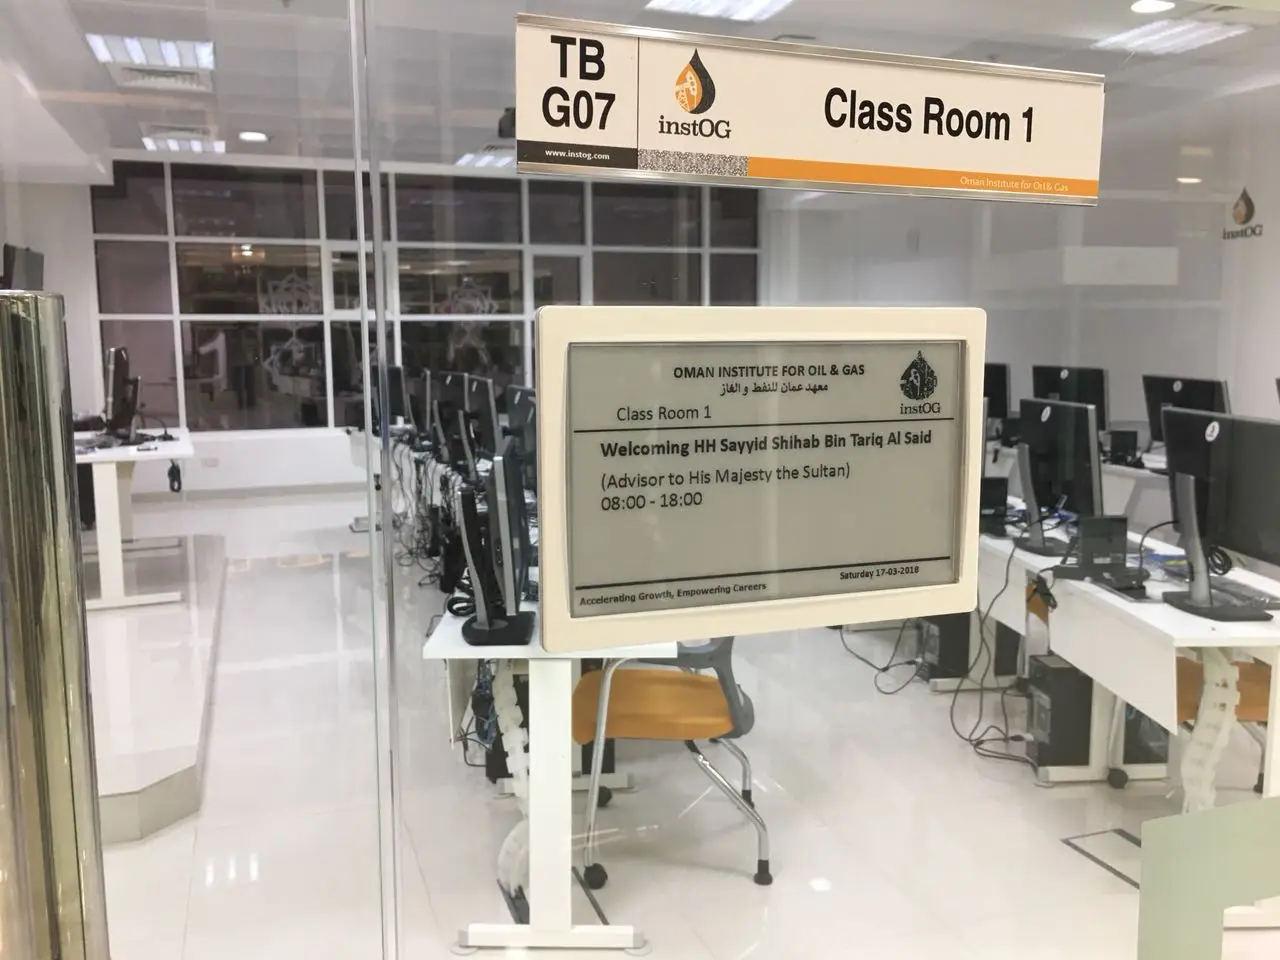 TB
G07
www.instog.com
instOG
Class Room 1
Oman Institute for Oil & Gas
instOG
OMAN INSTITUTE FOR OIL & GAS
معهد عمان للنفط و الغاز
instOG
Class Room 1
Welcoming HH Sayyid Shihab Bin Tariq Al Said
(Advisor to His Majesty the Sultan)
08:00 - 18:00
Saturday 17-03-2018
Accelerating Growth, Empowering Careers